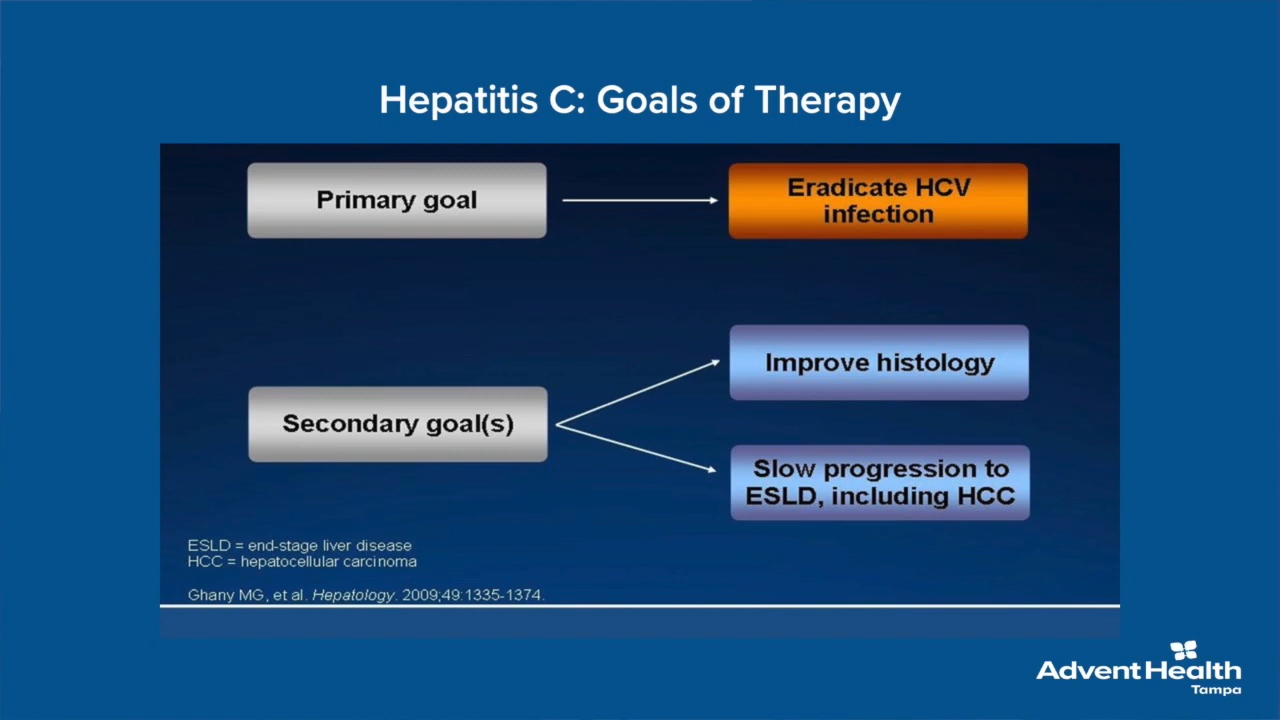 Hepatitis C: Goals of Therapy
Primary goal
Eradicate HCV
infection
Secondary goal(s)
Improve histology
Slow progression to
ESLD, including HCC
ESLD = end-stage liver disease
HCC = hepatocellular carcinoma
Ghany MG, et al. Hepatology. 2009;49:1335-1374.
AdventHealth
Tampa